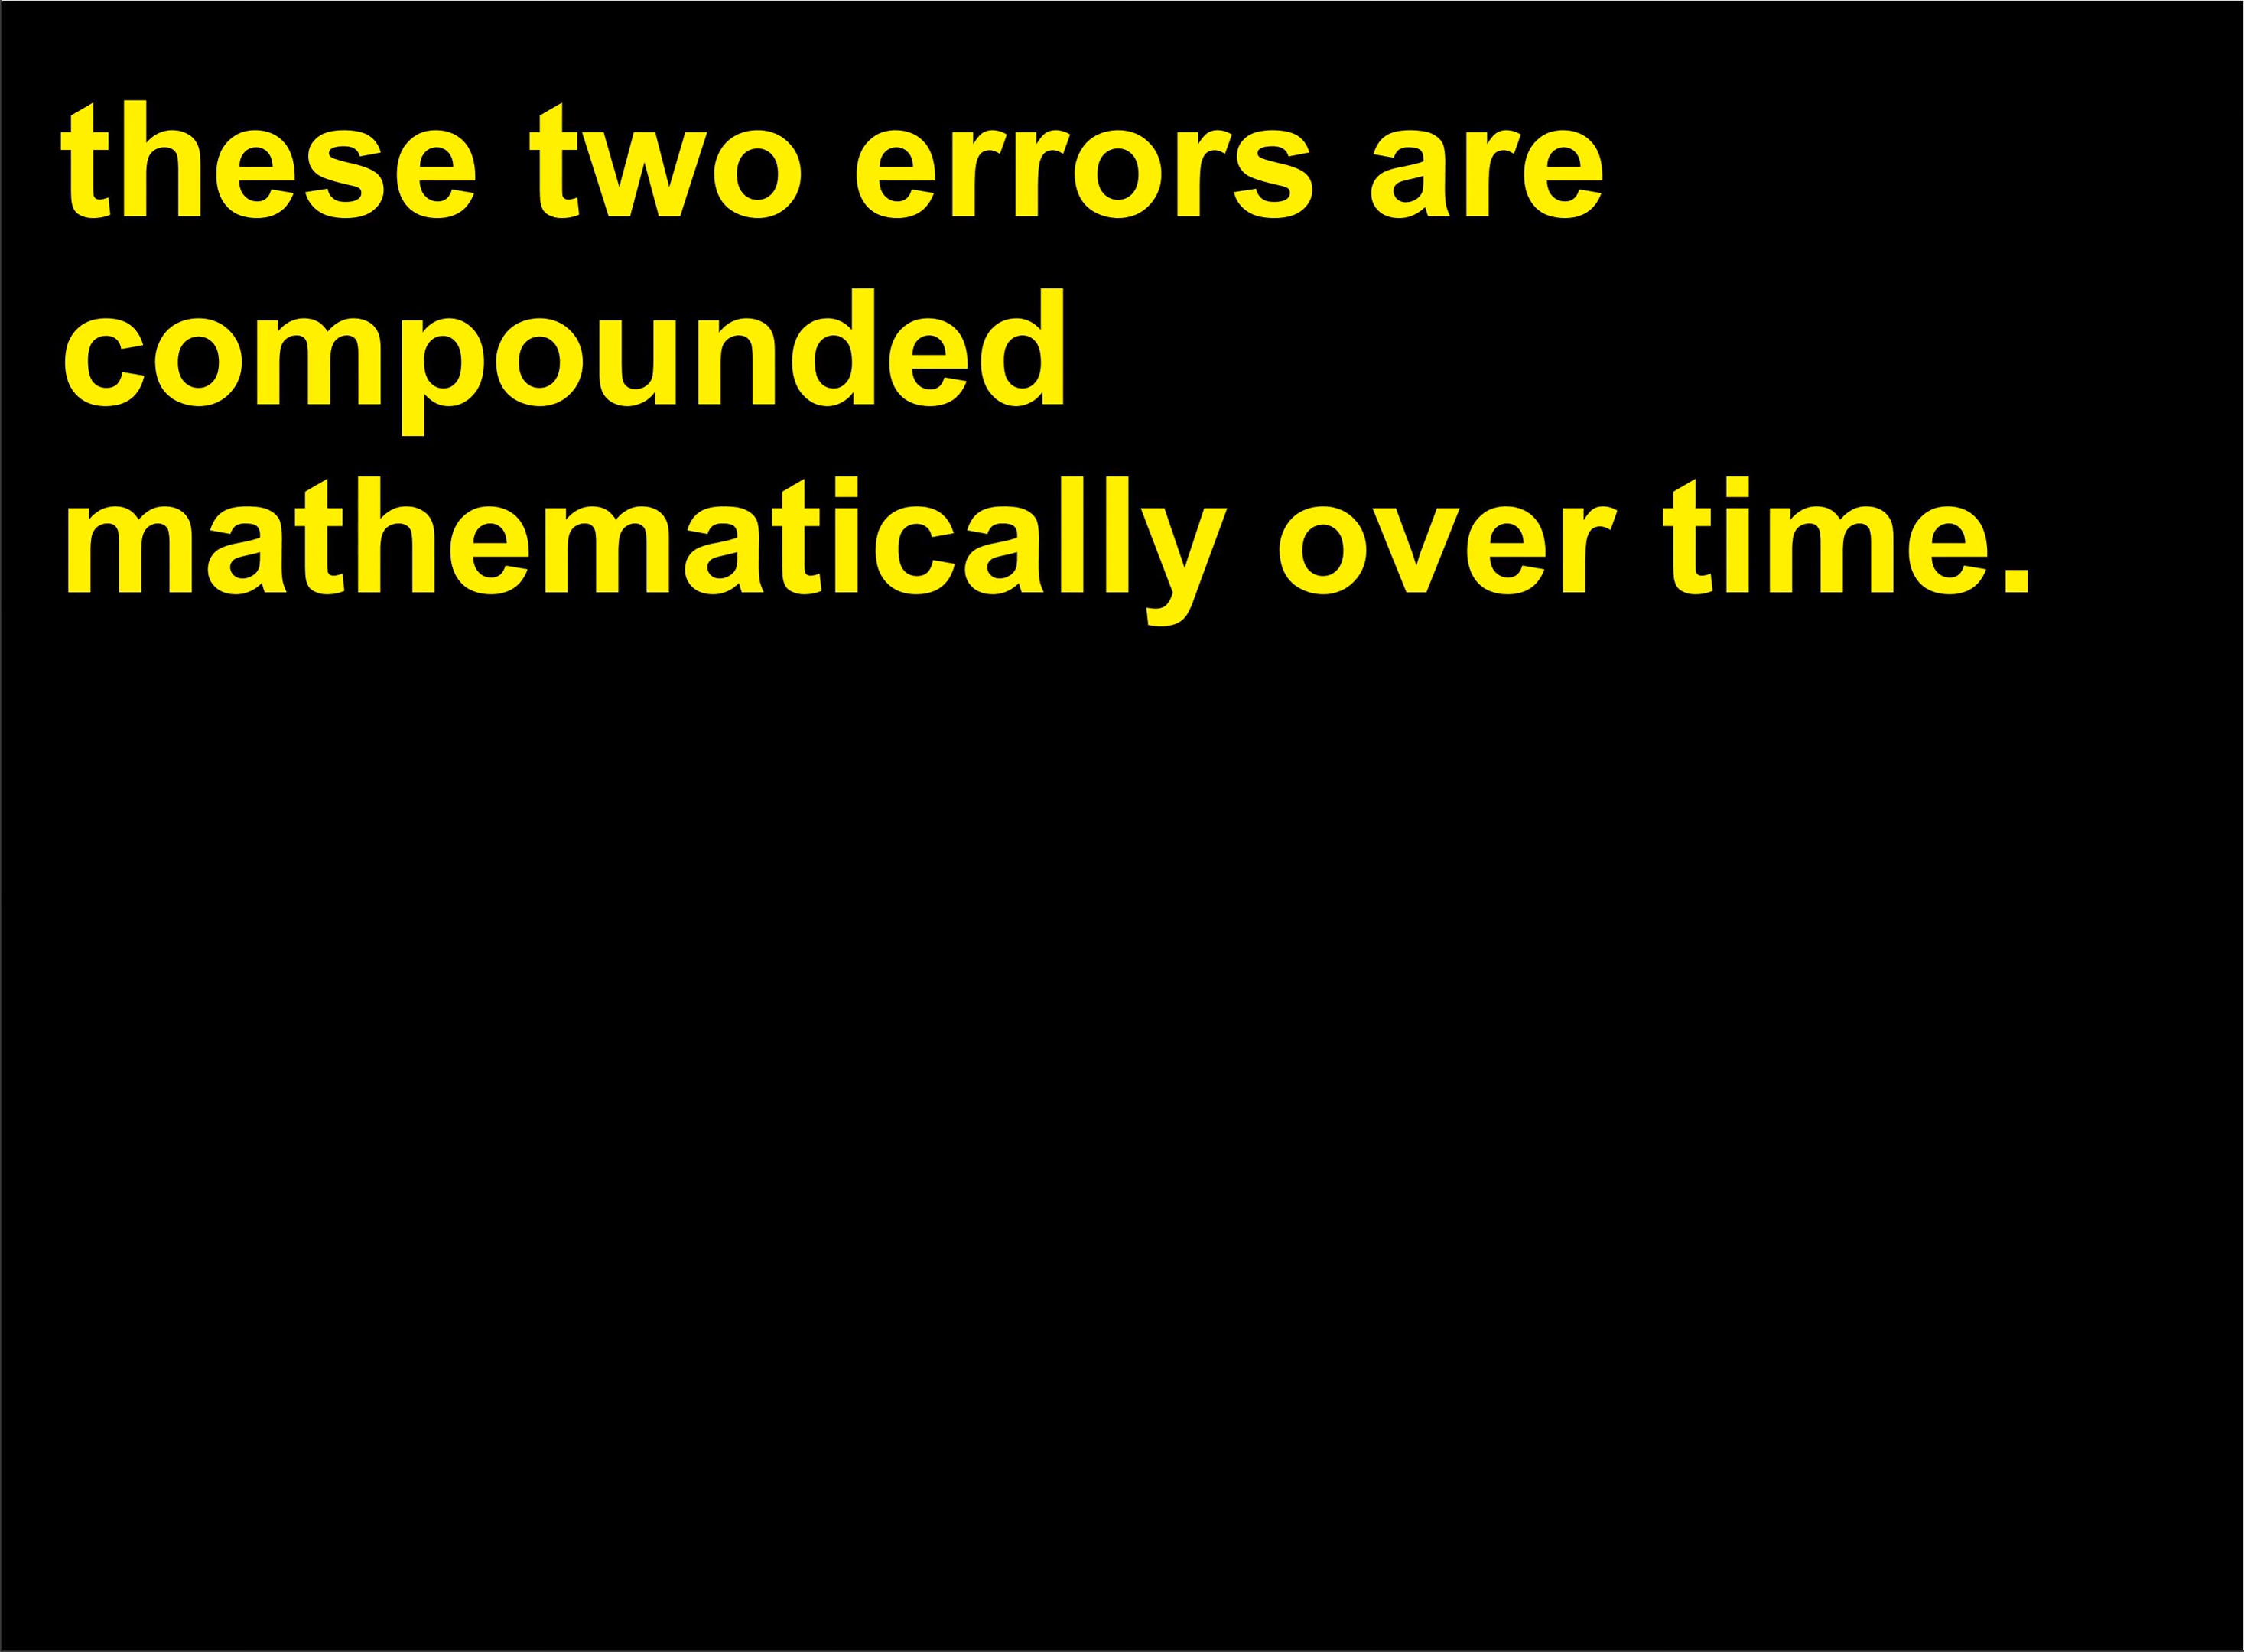 these two errors are
compounded
mathematically over time.